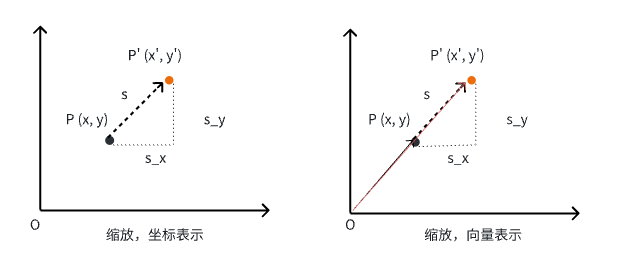 P' (x', y')
s
P (x, y)
s_y
s_x
O
缩放，坐标表示
P' (x', y')
s
P (x, y)
s_y
s_x
O
缩放，向量表示